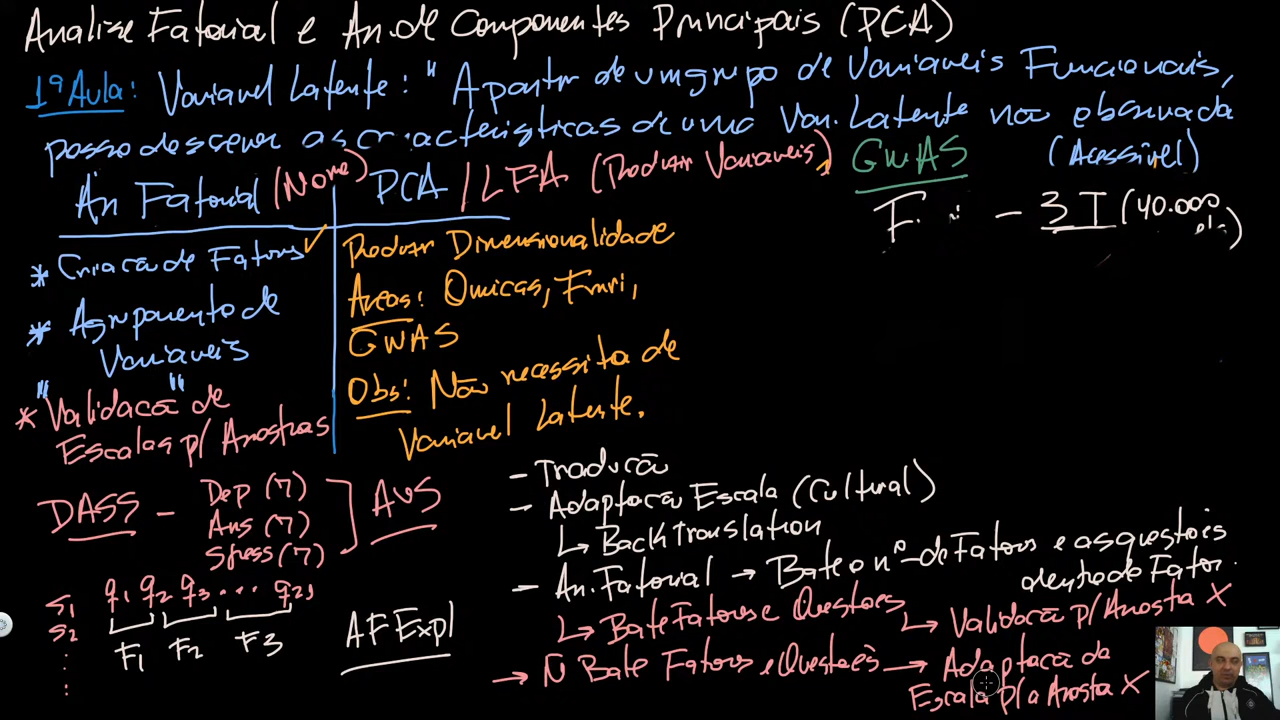 Analise Fatorial e An. de Componentes Principais (PCA)
1ª Aula: Variavel Latente: "A partir de um grupo de Variaveis Funcionais,
posso descrever as características de uma Var. Latente não observada
(Acessível)
An Fatorial (Nome) PCA / LFA (Reduzir Variaveis) GWAS
* Criação de Fatores ✓
* Agrupamento de
Variaveis
* "Validação" de
Escalas p/ Amostras
Reduzir Dimensionalidade
Areas: Omicas, Fmri,
GWAS
Obs: Não necessita de
Variavel Latente.
- 3 I (40.000
DASS - Dep (7)
Ans (7)
Stress (7)
AVS
S1 q1 q2 q3 ... q21
S2
F1 F2 F3
AF Expl
- Tradução
- Adaptação Escala (Cultural)
↳ Back translation
- An. Fatorial → Bate o nº de Fatores e as questões
dentro de Fator.
↳ Bate Fatores e Questões ↳ Validação p/ Amostra X
→ Ñ Bate Fatores e Questões → Adaptação da
Escala p/ a Amostra X